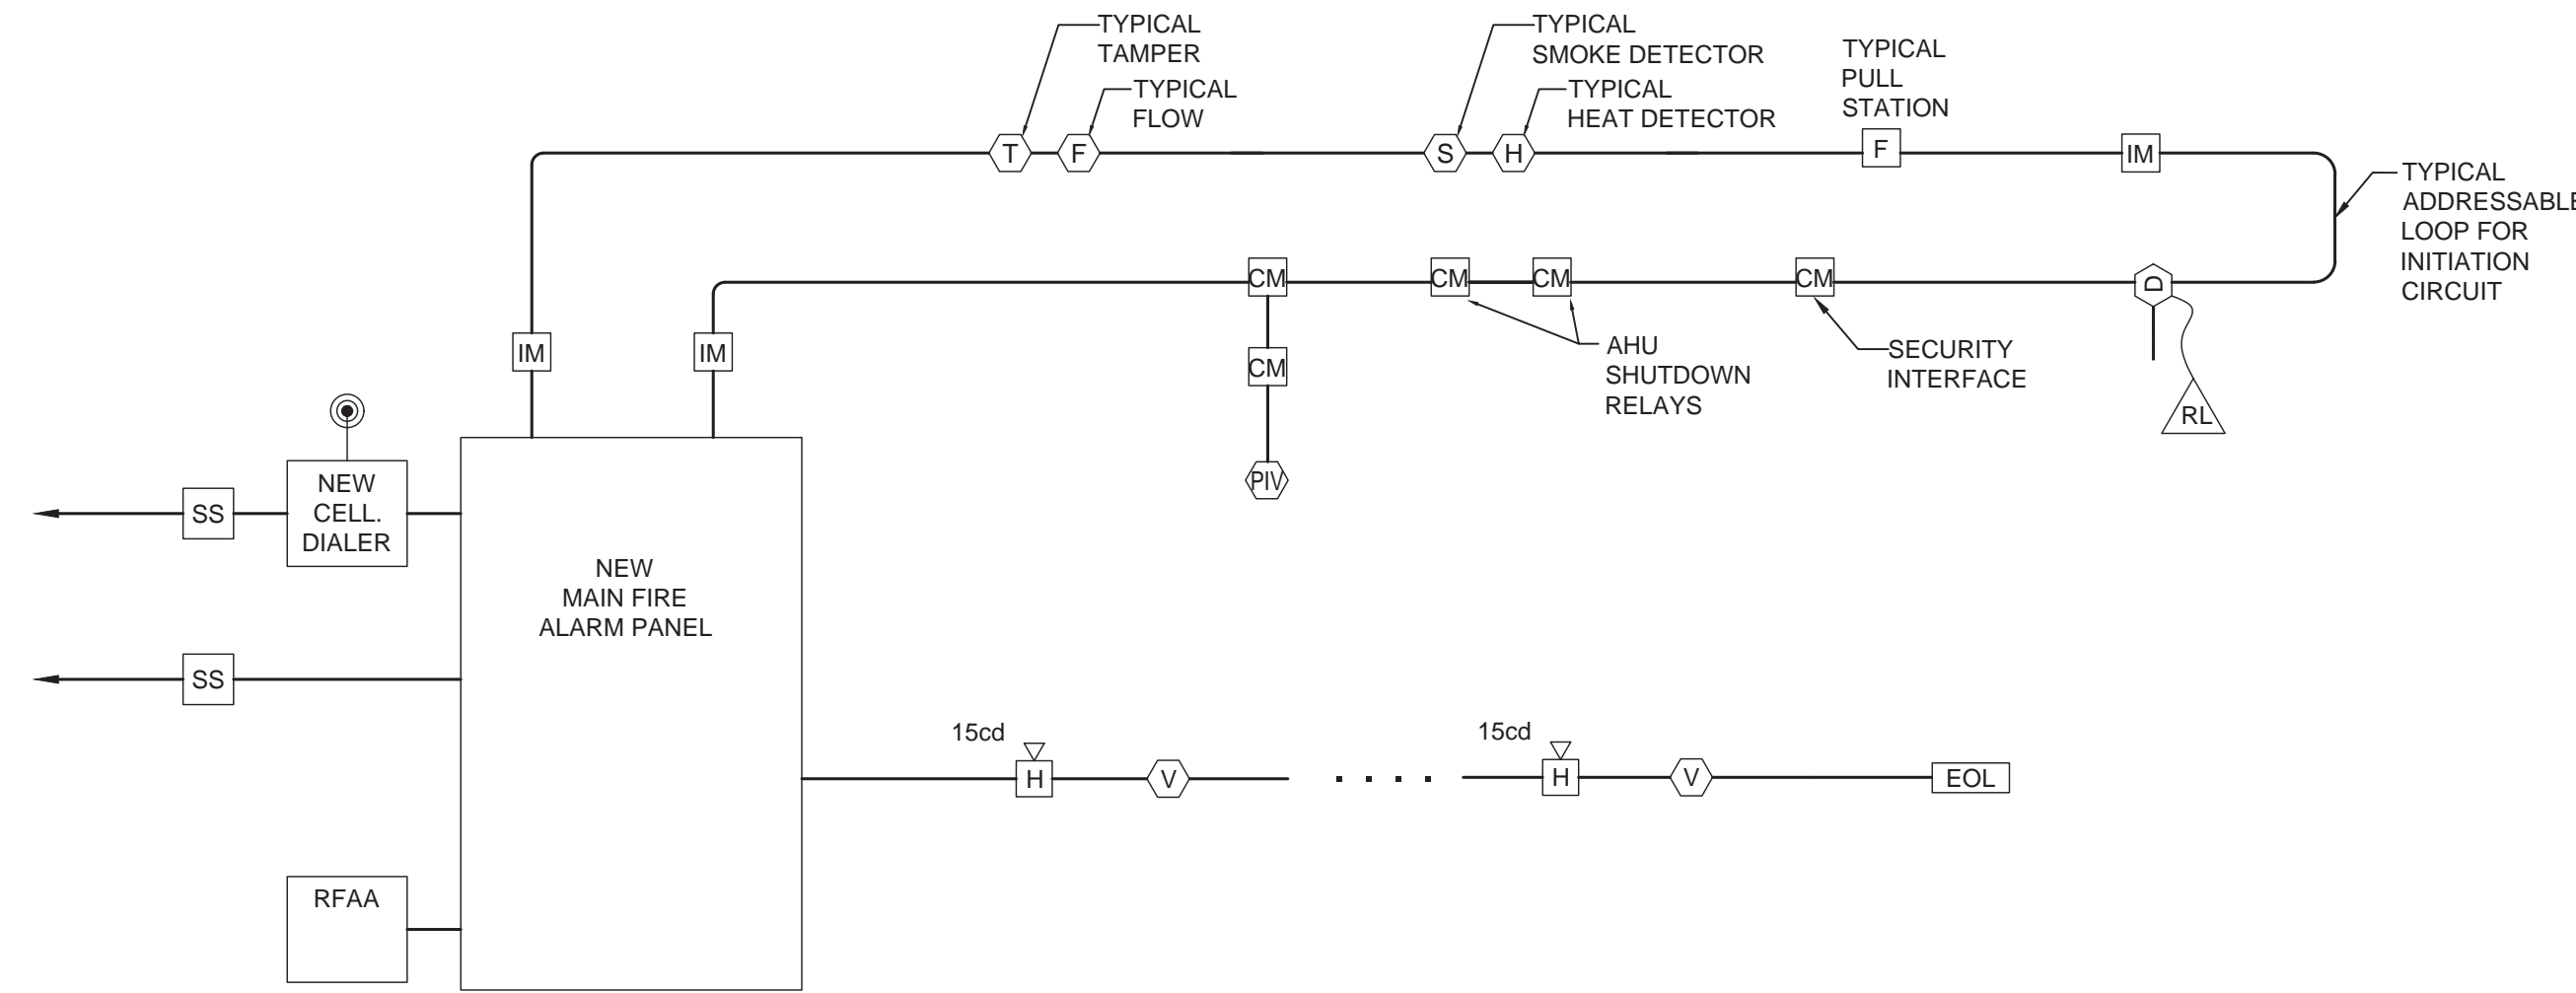 TYPICAL
TAMPER
TYPICAL
FLOW
TYPICAL
SMOKE DETECTOR
TYPICAL
HEAT DETECTOR
TYPICAL
PULL
STATION
T
F
S
H
F
IM
TYPICAL
ADDRESSABLE
LOOP FOR
INITIATION
CIRCUIT
CM
CM
CM
CM
D
IM
IM
CM
AHU
SHUTDOWN
RELAYS
SECURITY
INTERFACE
RL
PIV
SS
NEW
CELL.
DIALER
NEW
MAIN FIRE
ALARM PANEL
SS
15cd
H
V
15cd
H
V
EOL
RFAA